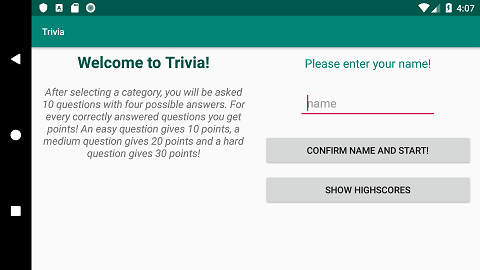 4:07
Trivia
Welcome to Trivia!
After selecting a category, you will be asked
10 questions with four possible answers. For
every correctly answered questions you get
points! An easy question gives 10 points, a
medium question gives 20 points and a hard
question gives 30 points!
Please enter your name!
name
CONFIRM NAME AND START!
SHOW HIGHSCORES